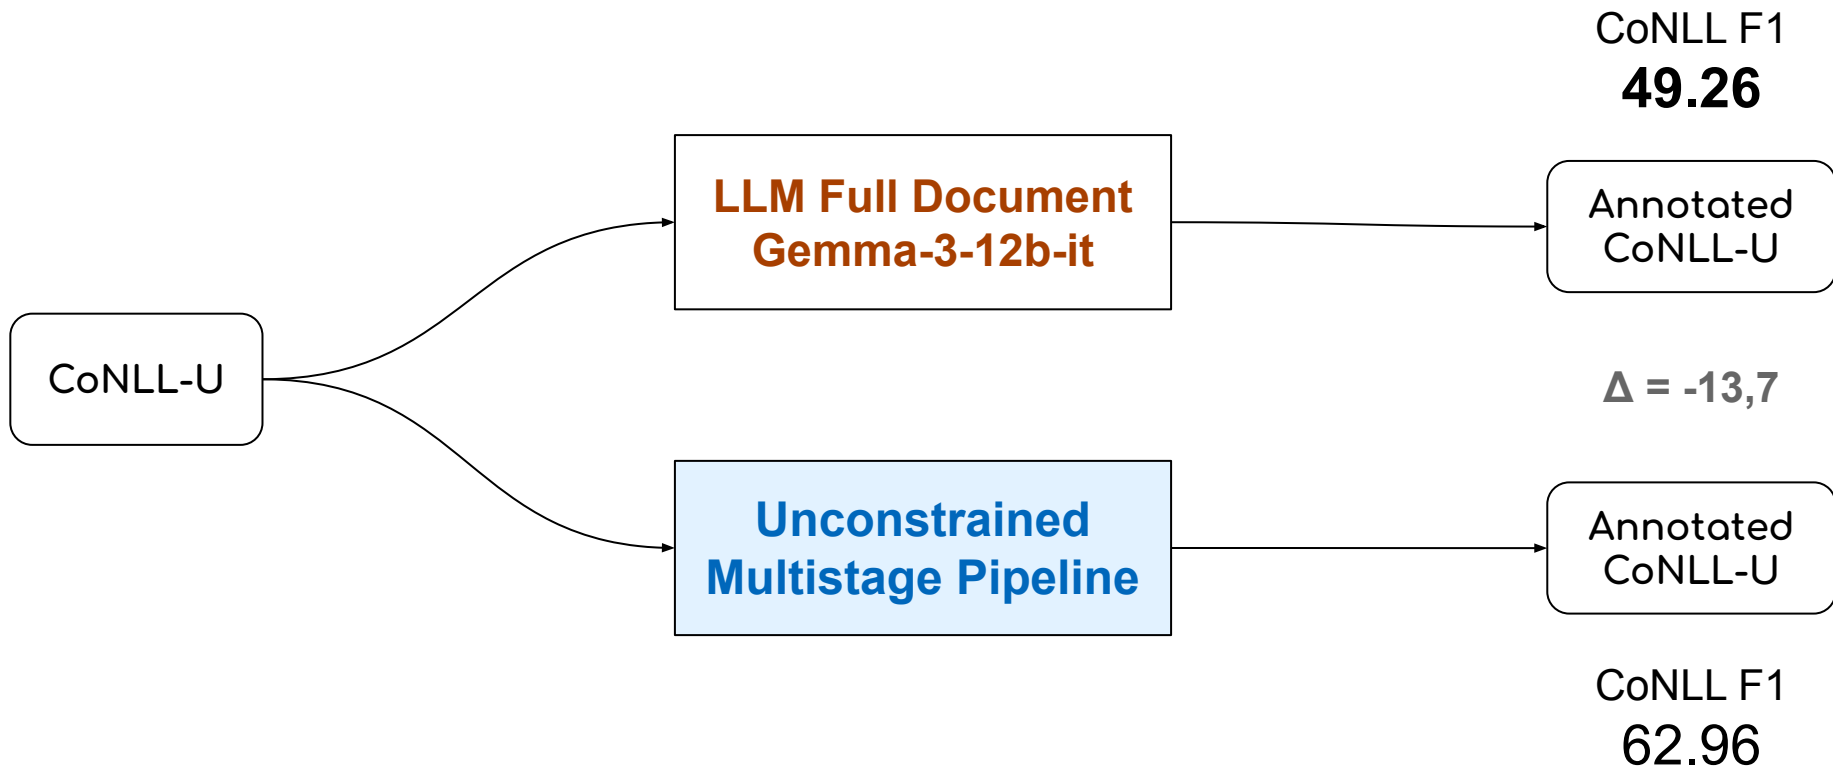 CoNLL F1
49.26
LLM Full Document
Gemma-3-12b-it
Annotated
CoNLL-U
CoNLL-U
Δ = -13,7
Unconstrained
Multistage Pipeline
Annotated
CoNLL-U
CoNLL F1
62.96